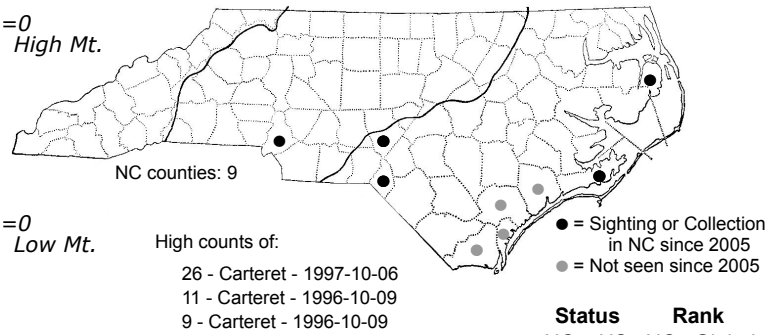 =0
High Mt.
NC counties: 9
=0
Low Mt.
High counts of:
26 - Carteret - 1997-10-06
11 - Carteret - 1996-10-09
9 - Carteret - 1996-10-09
= Sighting or Collection
in NC since 2005
= Not seen since 2005
Status Rank